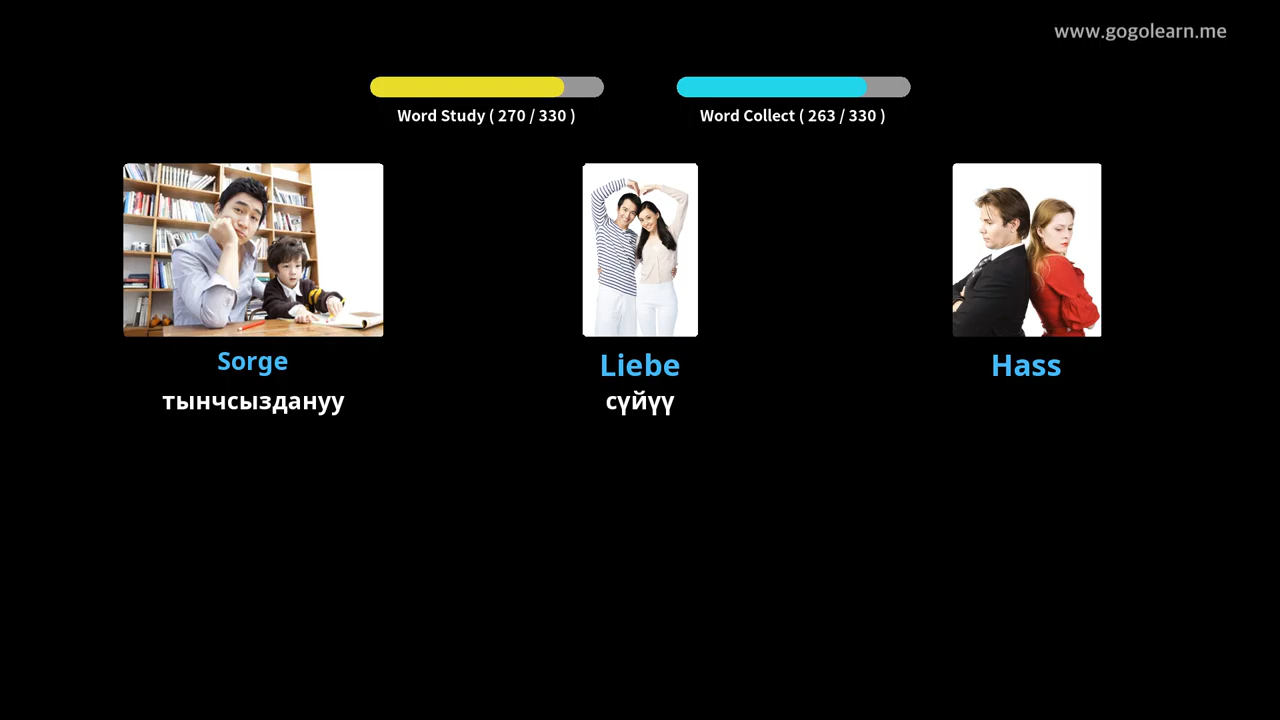 www.gogolearn.me
Word Study ( 270 / 330 )
Word Collect ( 263 / 330 )
Sorge
Liebe
Hass
тынчсыздануу
сүйүү